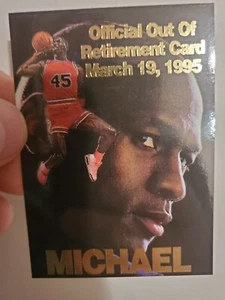 Official Out Of
Retirement Card
March 19, 1995
45
MICHAEL